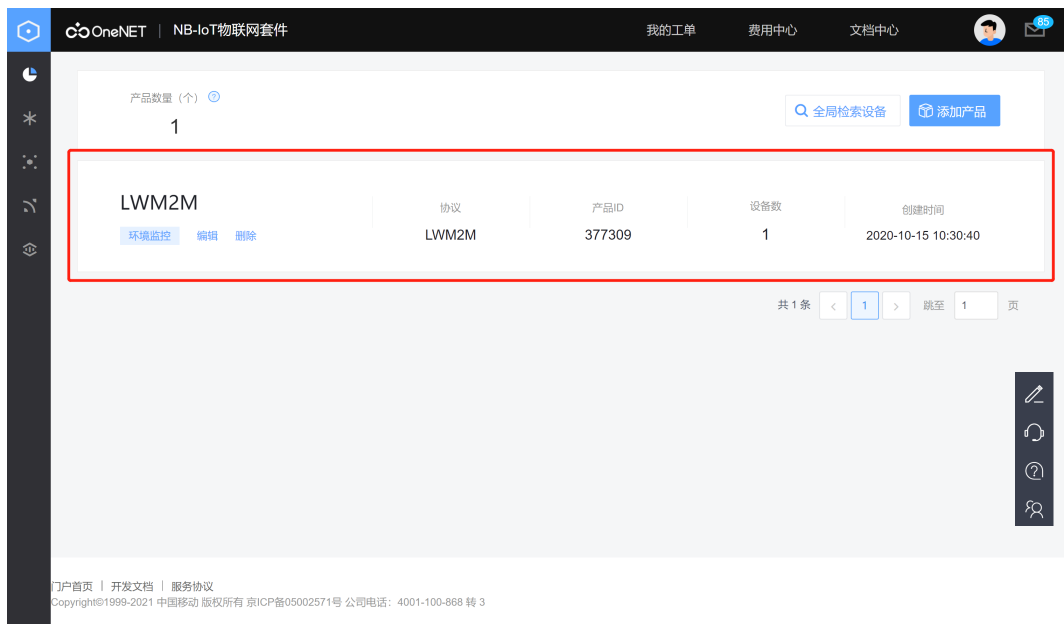 OneNET | NB-IoT物联网套件 我的工单 费用中心 文档中心 85
产品数量（个） ?
1
全局检索设备 添加产品
LWM2M
环境监控 编辑 删除
协议
LWM2M
产品ID
377309
设备数
1
创建时间
2020-10-15 10:30:40
共 1 条 < 1 > 跳至 1 页
门户首页 | 开发文档 | 服务协议
Copyright©1999-2021 中国移动 版权所有 京ICP备05002571号 公司电话：4001-100-868 转 3